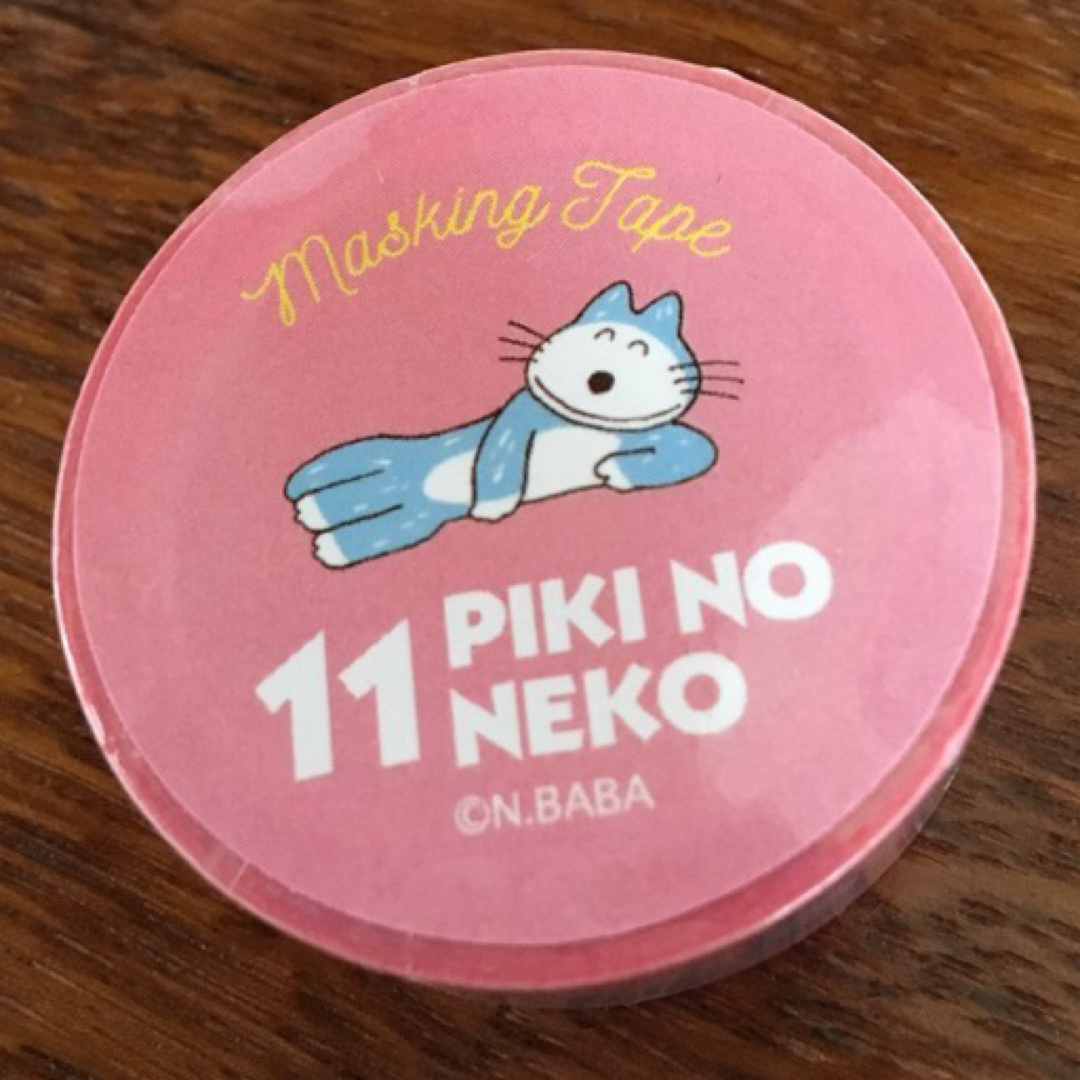 Masking Tape
11 PIKI NO
NEKO
©N.BABA